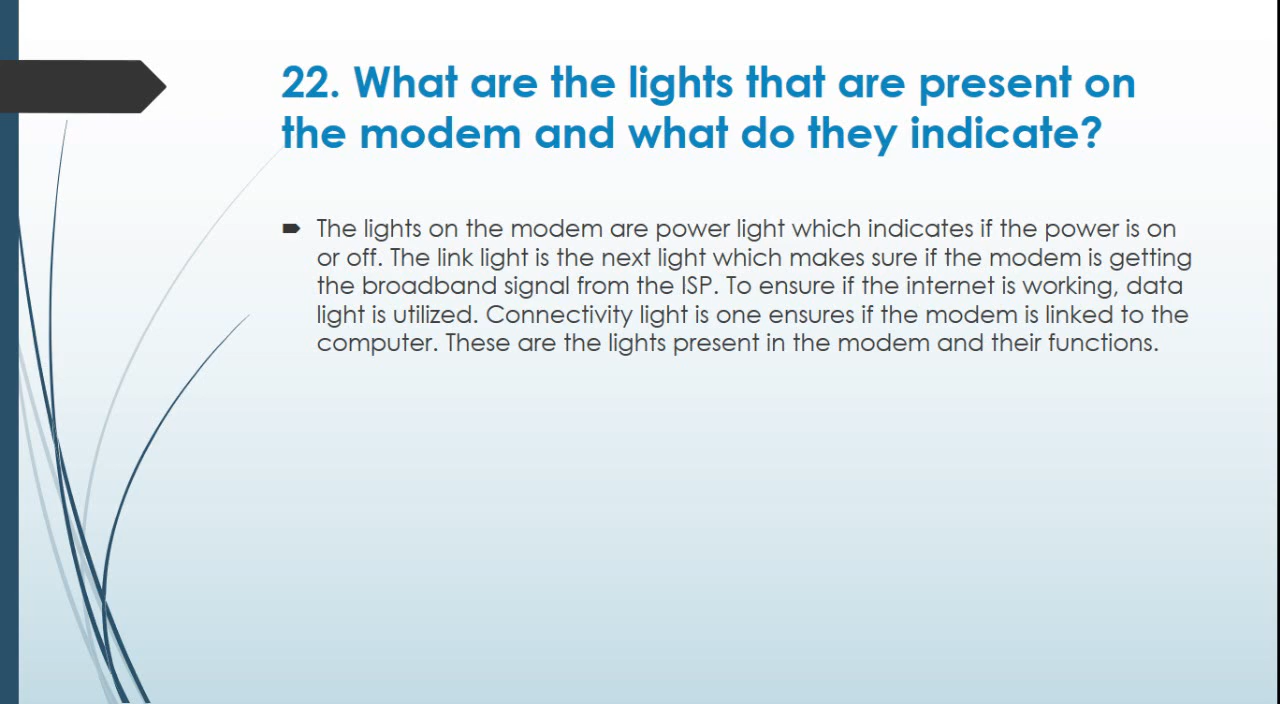 22. What are the lights that are present on
the modem and what do they indicate?
The lights on the modem are power light which indicates if the power is on
or off. The link light is the next light which makes sure if the modem is getting
the broadband signal from the ISP. To ensure if the internet is working, data
light is utilized. Connectivity light is one ensures if the modem is linked to the
computer. These are the lights present in the modem and their functions.